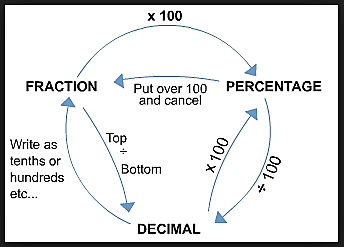 x 100
FRACTION
PERCENTAGE
Put over 100
and cancel
Write as
tenths or
hundreds
etc...
Top
÷
Bottom
x 100
÷ 100
DECIMAL